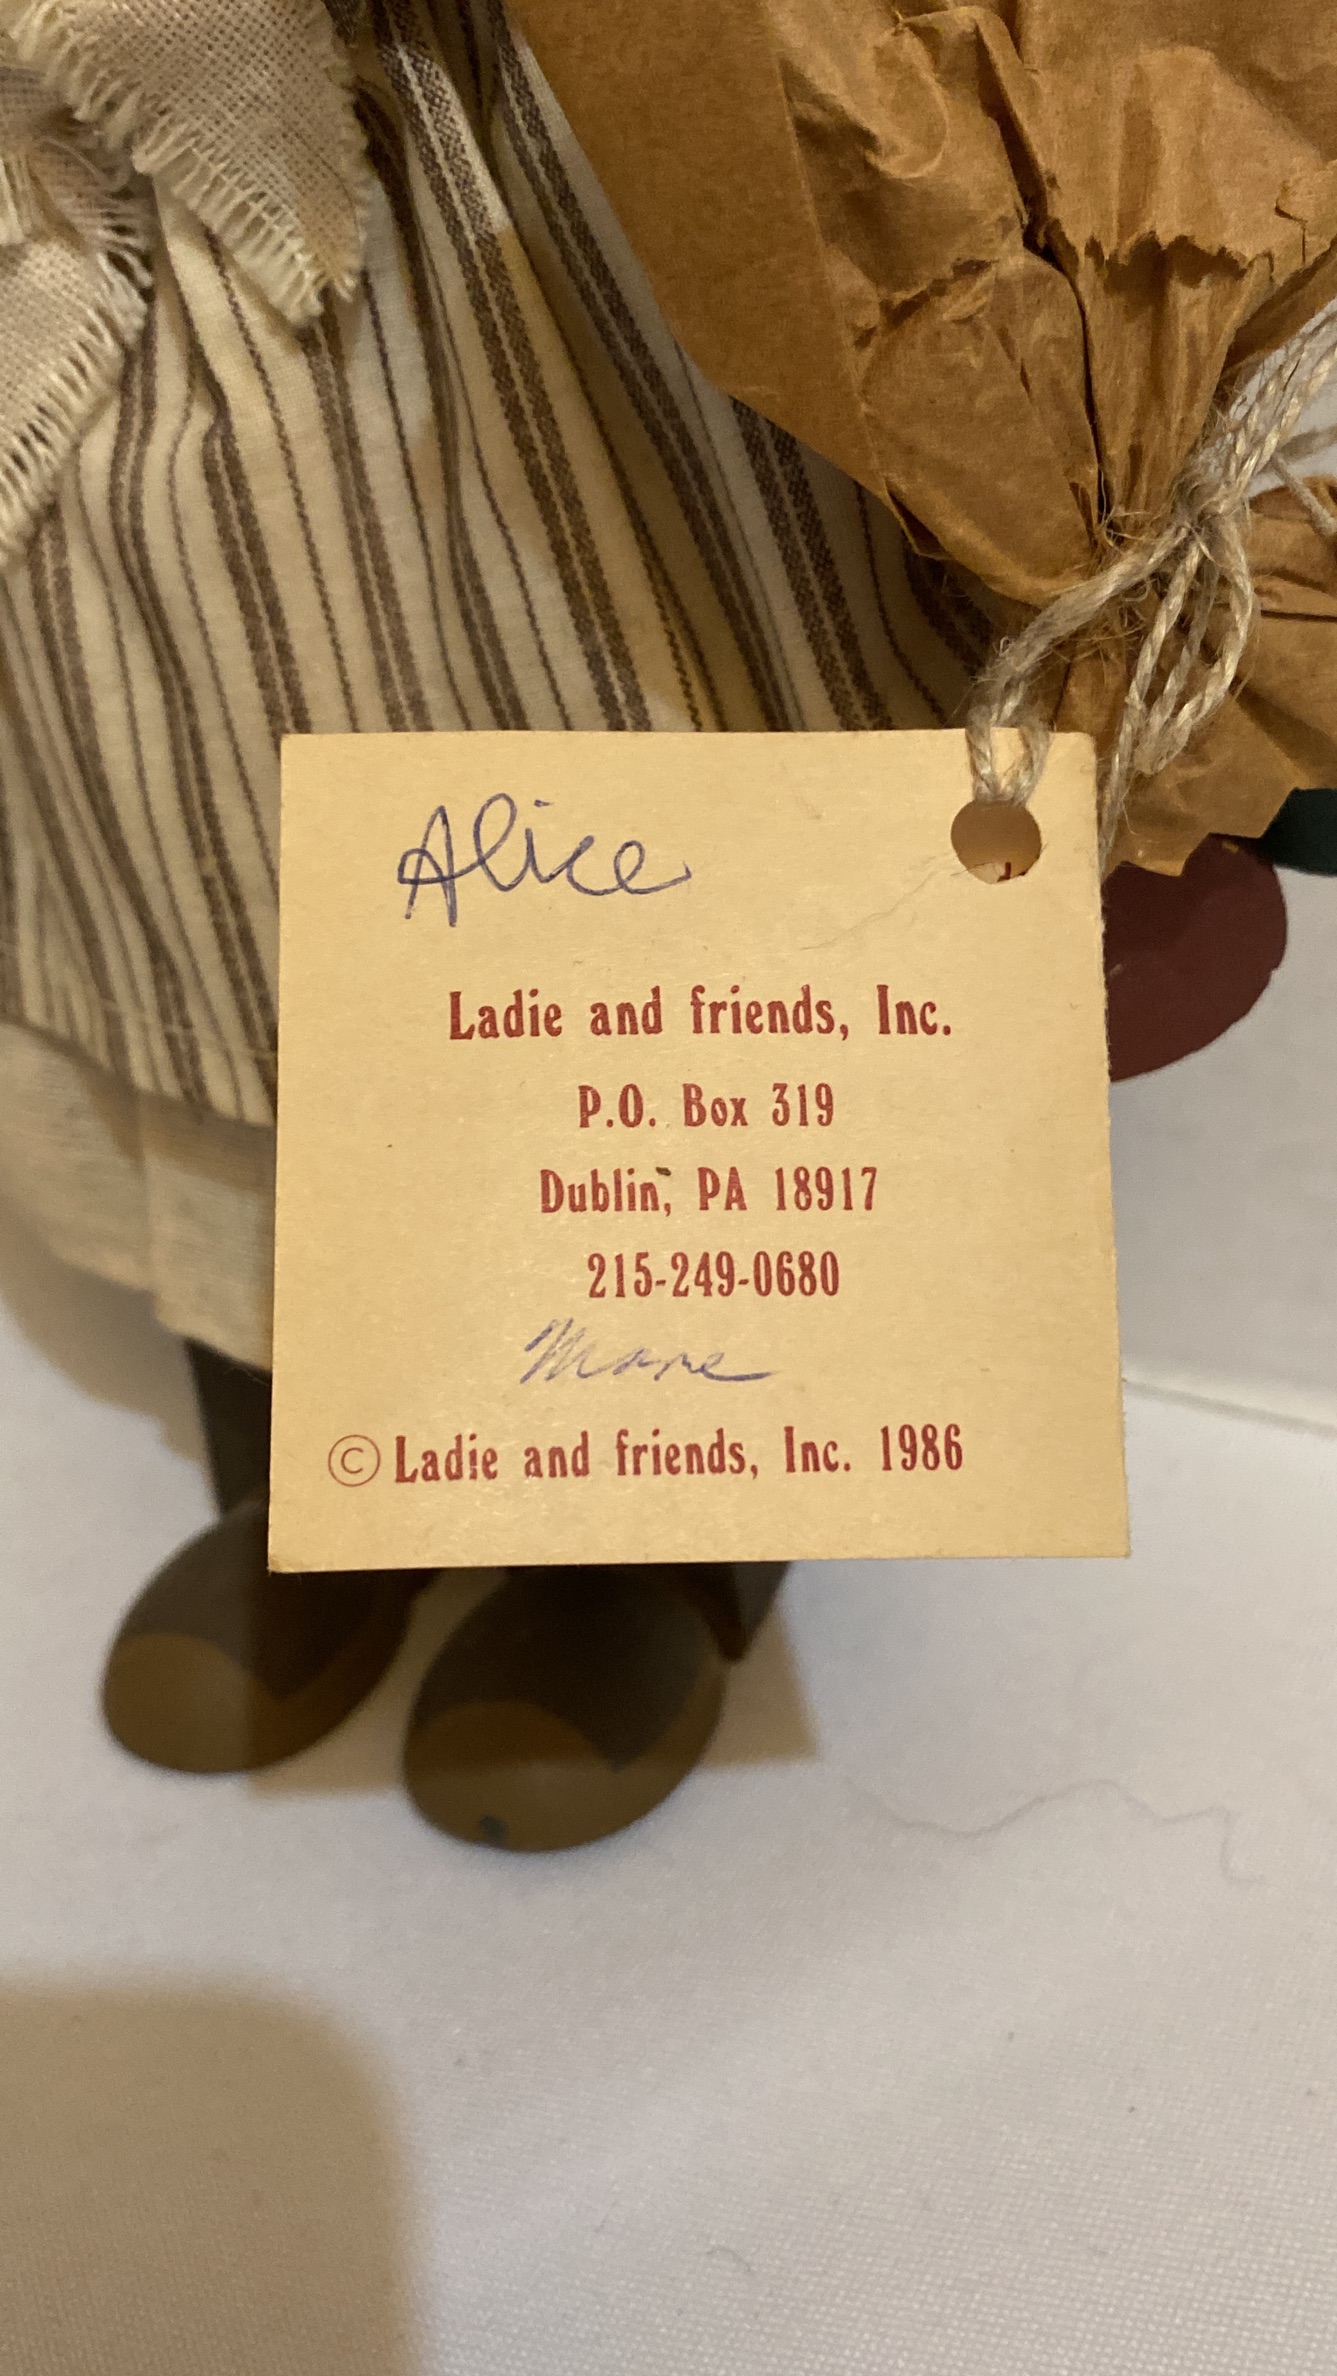 Alice
Ladie and friends, Inc.
P.O. Box 319
Dublin, PA 18917
215-249-0680
© Ladie and friends, Inc. 1986